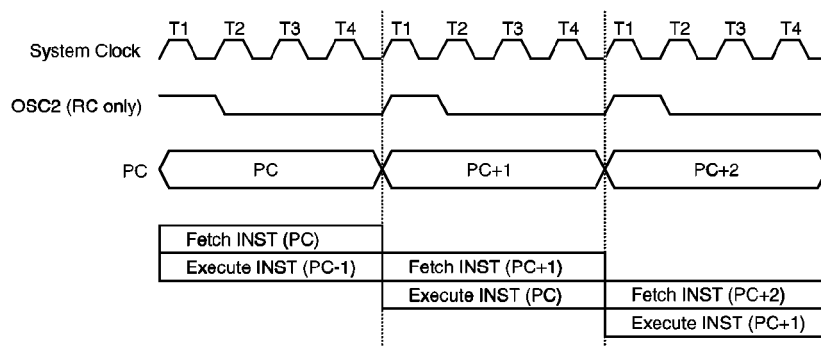 T1 T2 T3 T4 T1 T2 T3 T4 T1 T2 T3 T4
System Clock
OSC2 (RC only)
PC PC PC+1 PC+2
Fetch INST (PC)
Execute INST (PC-1) Fetch INST (PC+1)
Execute INST (PC) Fetch INST (PC+2)
Execute INST (PC+1)